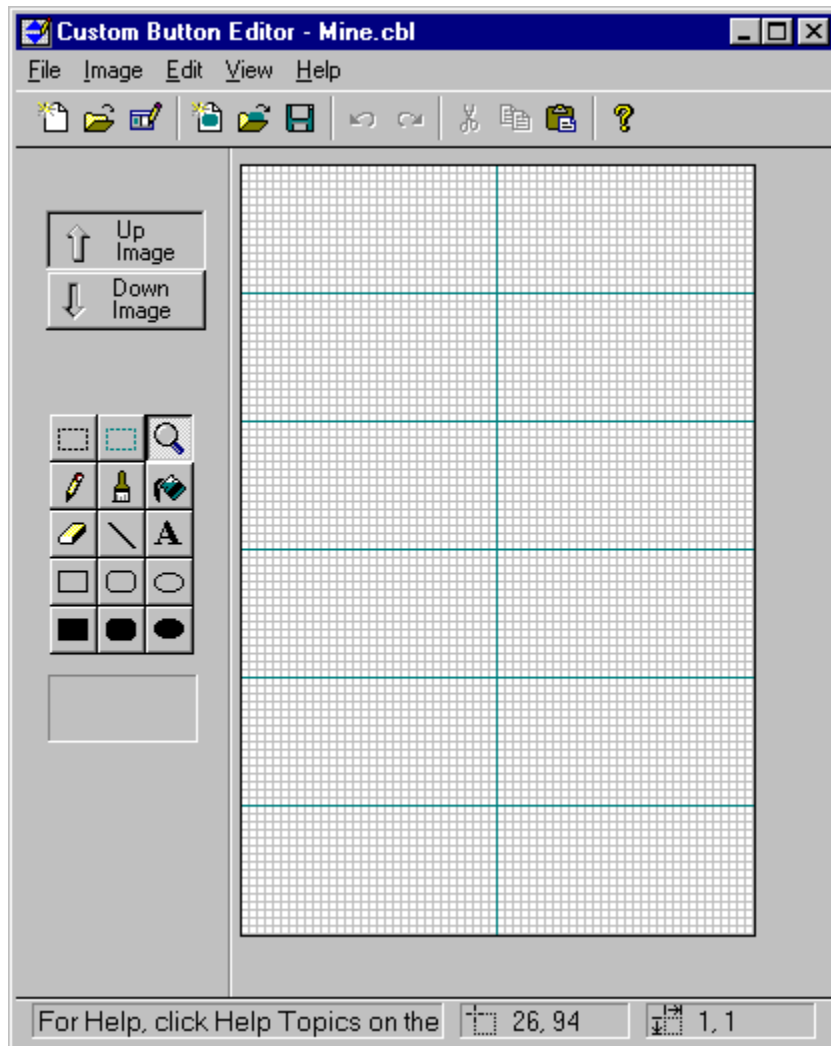 Custom Button Editor - Mine.cbl
File Image Edit View Help
Up
Image
Down
Image
A
For Help, click Help Topics on the
26, 94
1, 1